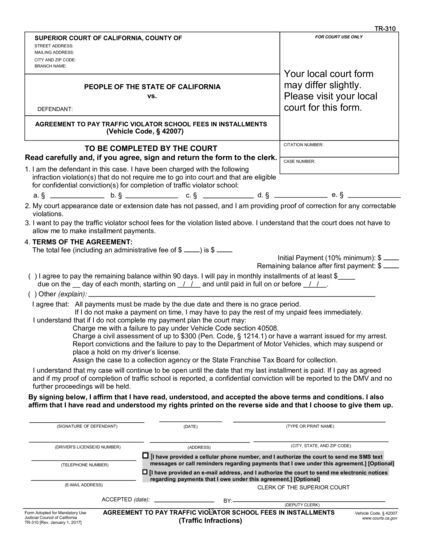 TR-310
SUPERIOR COURT OF CALIFORNIA, COUNTY OF
STREET ADDRESS:
MAILING ADDRESS:
CITY AND ZIP CODE:
BRANCH NAME:
FOR COURT USE ONLY
Your local court form
may differ slightly.
Please visit your local
court for this form.
PEOPLE OF THE STATE OF CALIFORNIA
vs.
DEFENDANT:
AGREEMENT TO PAY TRAFFIC VIOLATOR SCHOOL FEES IN INSTALLMENTS
(Vehicle Code, § 42007)
CITATION NUMBER:
CASE NUMBER:
TO BE COMPLETED BY THE COURT
Read carefully and, if you agree, sign and return the form to the clerk.
1. I am the defendant in this case. I have been charged with the following
infraction violation(s) that do not require me to go into court and that are eligible
for confidential conviction(s) for completion of traffic violator school:
a. § ____ b. § ____ c. § ____ d. § ____ e. § ____
2. My court appearance date or extension date has not passed, and I am providing proof of correction for any correctable
violations.
3. I want to pay the traffic violator school fees for the violation listed above. I understand that the court does not have to
allow me to make installment payments.
4. TERMS OF THE AGREEMENT:
The total fee (including an administrative fee of $ ____) is $ ____
Initial Payment (10% minimum): $ ____
Remaining balance after first payment: $ ____
( ) I agree to pay the remaining balance within 90 days. I will pay in monthly installments of at least $____
due on the __ day of each month, starting on _/_/_ and until paid in full on or before _/_/_.
( ) Other (explain): ____
I agree that: All payments must be made by the due date and there is no grace period.
If I do not make a payment on time, I may have to pay the rest of my unpaid fees immediately.
I understand that if I do not complete my payment plan the court may:
Charge me with a failure to pay under Vehicle Code section 40508.
Charge a civil assessment of up to $300 (Pen. Code, § 1214.1) or have a warrant issued for my arrest.
Report convictions and the failure to pay to the Department of Motor Vehicles, which may suspend or
place a hold on my driver's license.
Assign the case to a collection agency or the State Franchise Tax Board for collection.
I understand that my case will continue to be open until the date that my last installment is paid. If I pay as agreed
and if my proof of completion of traffic school is reported, a confidential conviction will be reported to the DMV and no
further proceedings will be held.
By signing below, I affirm that I have read, understood, and accepted the above terms and conditions. I also
affirm that I have read and understood my rights printed on the reverse side and that I choose to give them up.
(SIGNATURE OF DEFENDANT) (DATE) (TYPE OR PRINT NAME)
(DRIVER'S LICENSE/ID NUMBER) (ADDRESS) (CITY, STATE, AND ZIP CODE)
[I have provided a cellular phone number, and I authorize the court to send me SMS text
(TELEPHONE NUMBER) messages or call reminders regarding payments that I owe under this agreement.] [Optional]
[I have provided an e-mail address, and I authorize the court to send me electronic notices
regarding payments that I owe under this agreement.] [Optional]
(E-MAIL ADDRESS) CLERK OF THE SUPERIOR COURT
ACCEPTED (date): ____ BY: ____
(DEPUTY CLERK)
Form Adopted for Mandatory Use
Judicial Council of California
TR-310 [Rev. January 1, 2017]
AGREEMENT TO PAY TRAFFIC VIOLATOR SCHOOL FEES IN INSTALLMENTS
(Traffic Infractions)
Vehicle Code, § 42007
www.courts.ca.gov